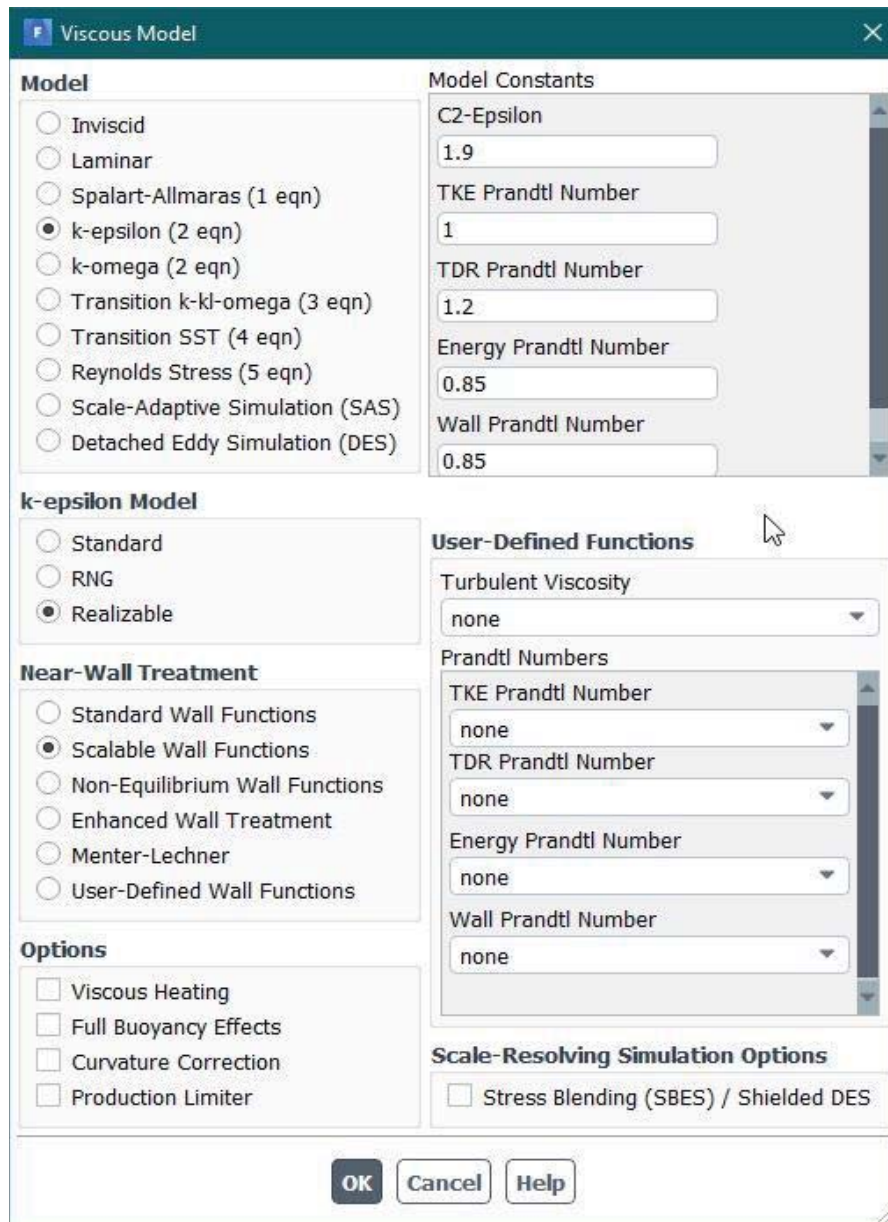 F Viscous Model
Model
Inviscid
Laminar
Spalart-Allmaras (1 eqn)
k-epsilon (2 eqn)
k-omega (2 eqn)
Transition k-kl-omega (3 eqn)
Transition SST (4 eqn)
Reynolds Stress (5 eqn)
Scale-Adaptive Simulation (SAS)
Detached Eddy Simulation (DES)
k-epsilon Model
Standard
RNG
Realizable
Near-Wall Treatment
Standard Wall Functions
Scalable Wall Functions
Non-Equilibrium Wall Functions
Enhanced Wall Treatment
Menter-Lechner
User-Defined Wall Functions
Options
Viscous Heating
Full Buoyancy Effects
Curvature Correction
Production Limiter
Model Constants
C2-Epsilon
1.9
TKE Prandtl Number
1
TDR Prandtl Number
1.2
Energy Prandtl Number
0.85
Wall Prandtl Number
0.85
User-Defined Functions
Turbulent Viscosity
none
Prandtl Numbers
TKE Prandtl Number
none
TDR Prandtl Number
none
Energy Prandtl Number
none
Wall Prandtl Number
none
Scale-Resolving Simulation Options
Stress Blending (SBES) / Shielded DES
OK Cancel Help